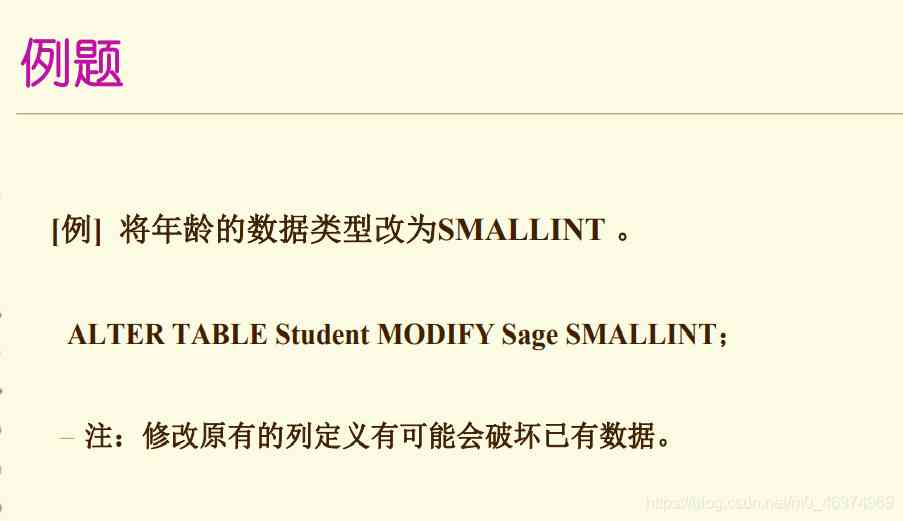 例题
[例] 将年龄的数据类型改为SMALLINT 。
ALTER TABLE Student MODIFY Sage SMALLINT；
– 注：修改原有的列定义有可能会破坏已有数据。
https://blog.csdn.net/m0_46374969